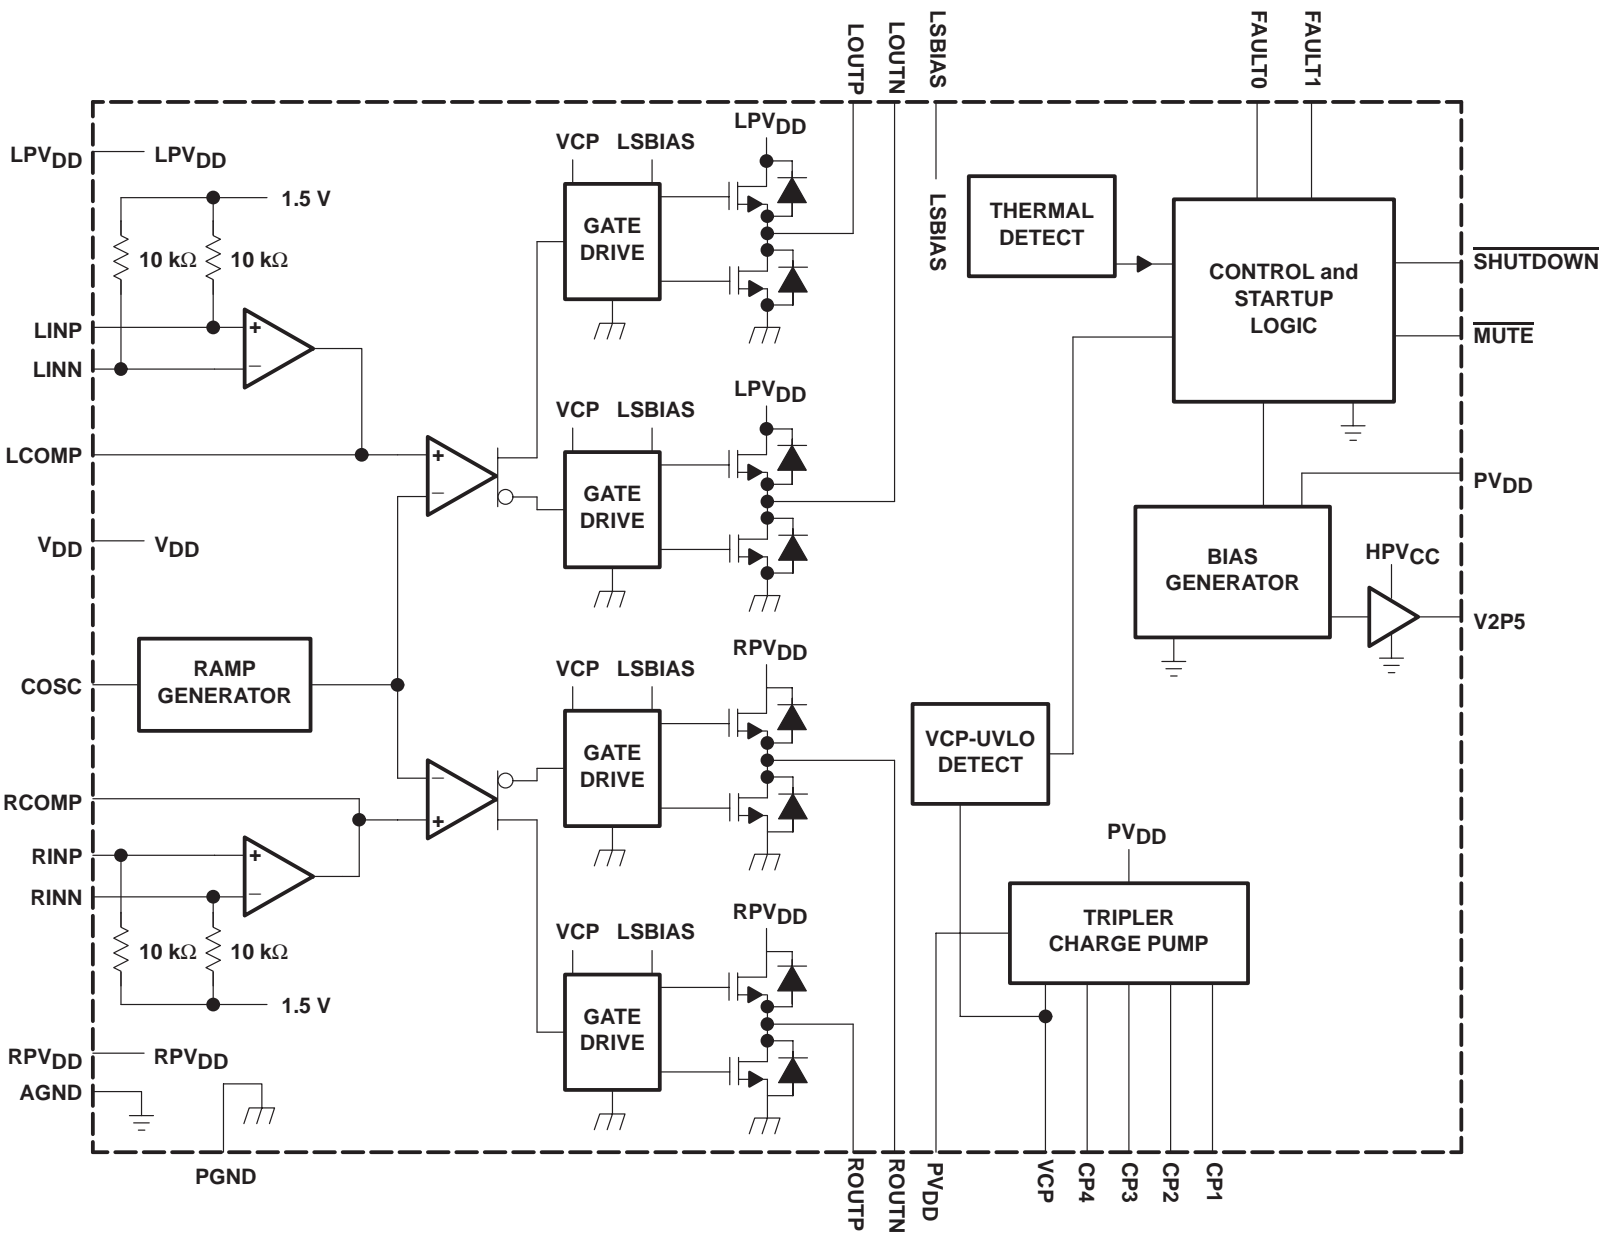 LOUTP
LOUTN
LSBIAS
FAULT0
FAULT1
LPVDD
LPVDD
1.5 V
10 kΩ
10 kΩ
LINP
LINN
+
–
LCOMP
+
–
VDD
VDD
RAMP
GENERATOR
COSC
RCOMP
–
+
RINP
RINN
+
–
10 kΩ
10 kΩ
1.5 V
RPVDD
RPVDD
AGND
PGND
VCP
LSBIAS
LPVDD
GATE
DRIVE
VCP
LSBIAS
LPVDD
GATE
DRIVE
VCP
LSBIAS
RPVDD
GATE
DRIVE
VCP
LSBIAS
RPVDD
GATE
DRIVE
LSBIAS
THERMAL
DETECT
CONTROL and
STARTUP
LOGIC
SHUTDOWN
MUTE
PVDD
BIAS
GENERATOR
HPVCC
V2P5
VCP-UVLO
DETECT
PVDD
TRIPLER
CHARGE PUMP
ROUTP
ROUTN
PVDD
VCP
CP4
CP3
CP2
CP1